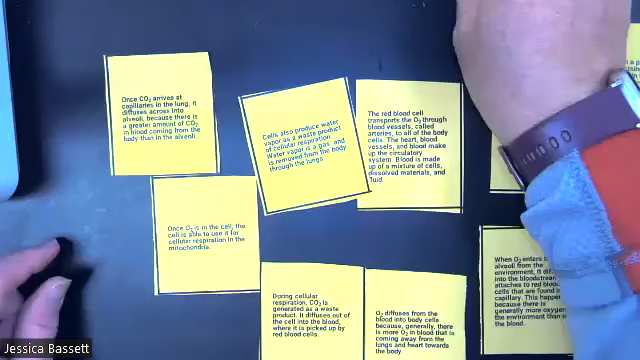 Once CO₂ arrives at
capillaries in the lung, it
diffuses across into
alveoli, because there is
a greater amount of CO₂
in blood coming from the
body than in the alveoli.
Cells also produce water
vapor as a waste product
of cellular respiration.
Water vapor is a gas and
is removed from the body
through the lungs
The red blood cell
transports the O₂ through
blood vessels, called
arteries, to all of the body
cells. The heart, blood
vessels, and blood make
up the circulatory
system. Blood is made
up of a mixture of cells,
dissolved materials, and
fluid.
Once O₂ is in the cell, the
cell is able to use it for
cellular respiration in the
mitochondria.
During cellular
respiration, CO₂ is
generated as a waste
product. It diffuses out of
the cell into the blood,
where it is picked up by
red blood cells.
O₂ diffuses from the
blood into body cells
because, generally, there
is more O₂ in blood that is
coming away from the
lungs and heart towards
the body
When O₂ enters
alveoli from the
environment, it
into the bloodstream
attaches to red blood
cells that are found
capillary. This happens
because there is
generally more oxygen
the environment than
the blood.
Jessica Bassett